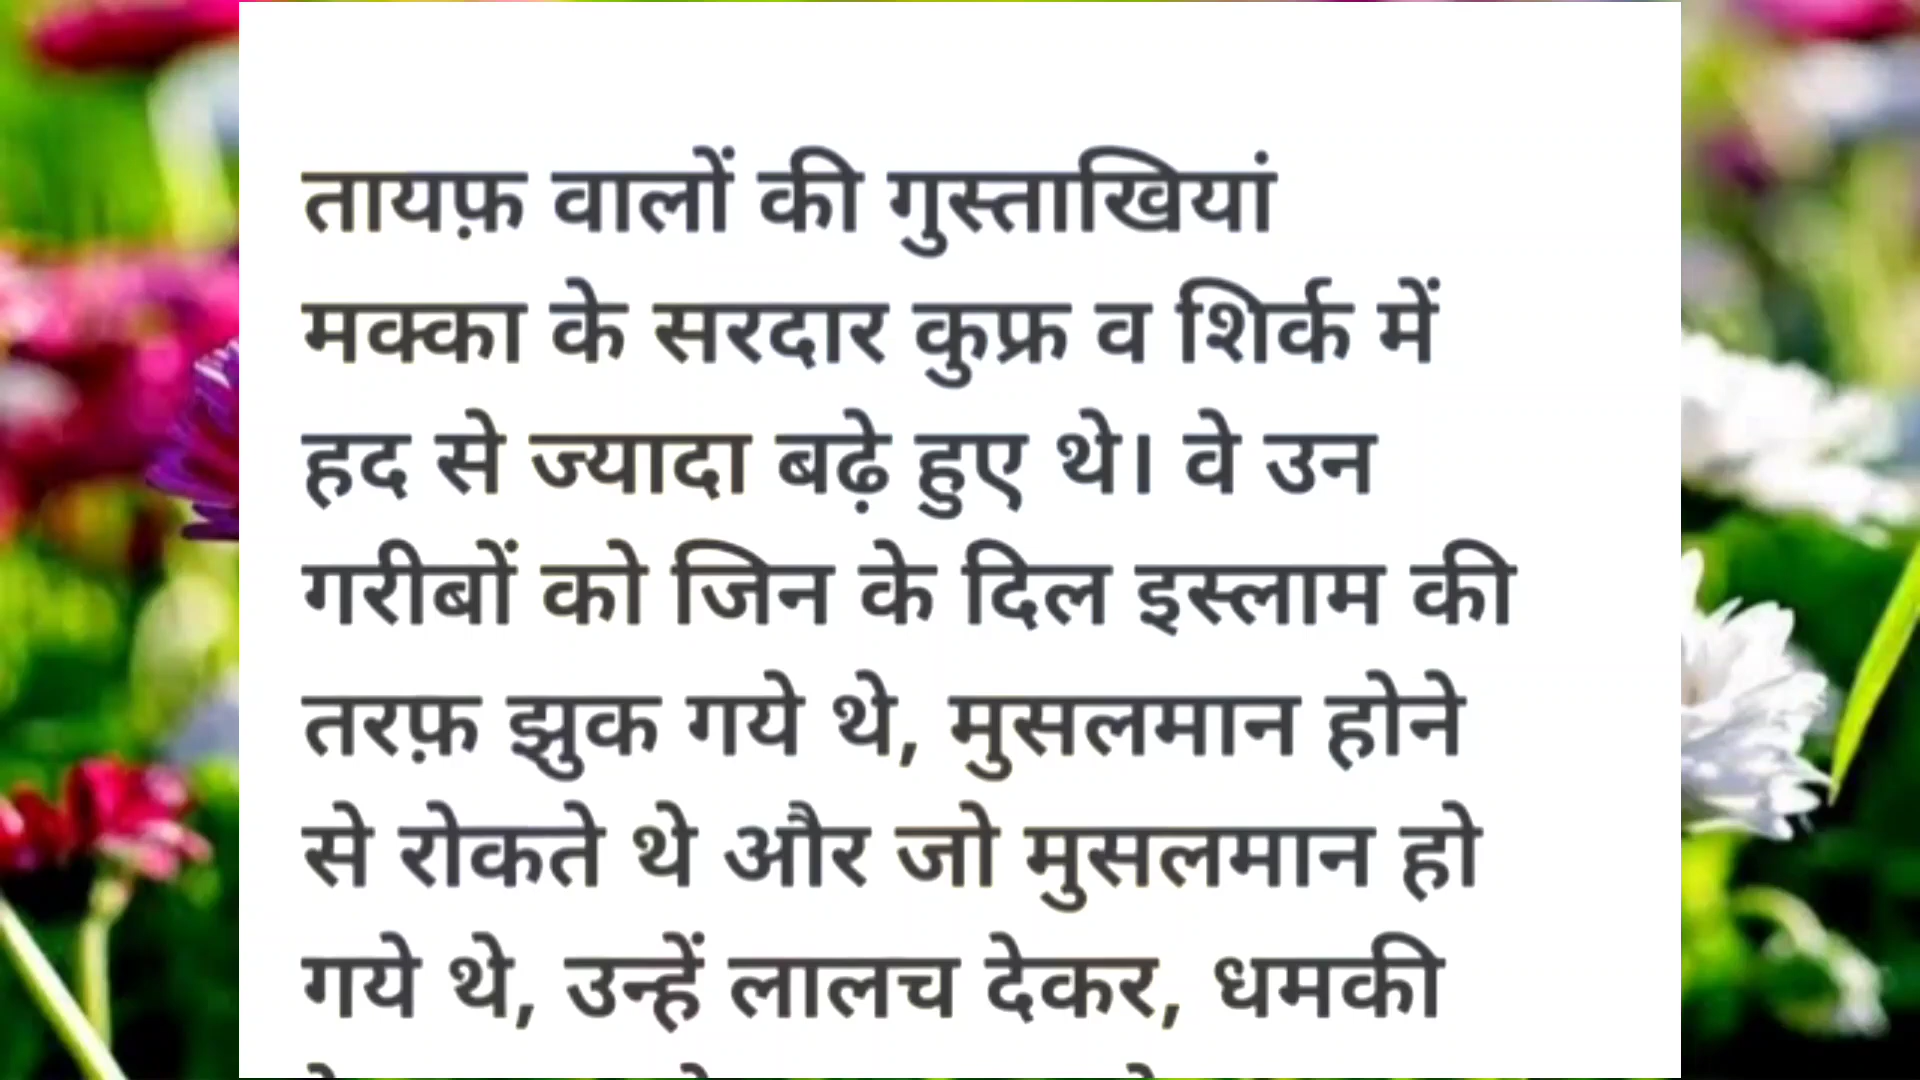 तायफ़ वालों की गुस्ताखियां
मक्का के सरदार कुफ्र व शिर्क में
हद से ज्यादा बढ़े हुए थे। वे उन
गरीबों को जिन के दिल इस्लाम की
तरफ़ झुक गये थे, मुसलमान होने
से रोकते थे और जो मुसलमान हो
गये थे, उन्हें लालच देकर, धमकी